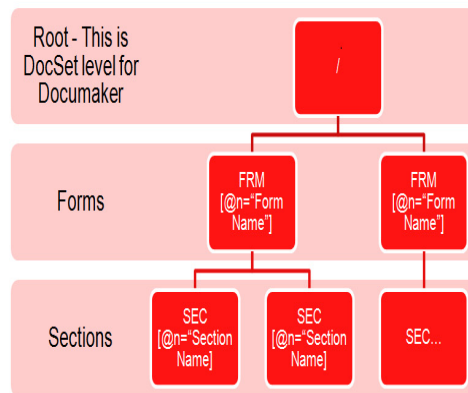 Root - This is
DocSet level for
Documaker
/
Forms
FRM
[@n="Form
Name"]
FRM
[@n="Form
Name"]
Sections
SEC
[@n="Section
Name]
SEC
[@n="Section
Name]
SEC...